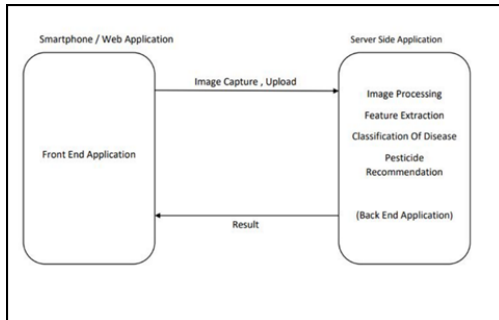 Smartphone / Web Application
Server Side Application
Image Capture , Upload
Front End Application
Image Processing
Feature Extraction
Classification Of Disease
Pesticide
Recommendation
(Back End Application)
Result